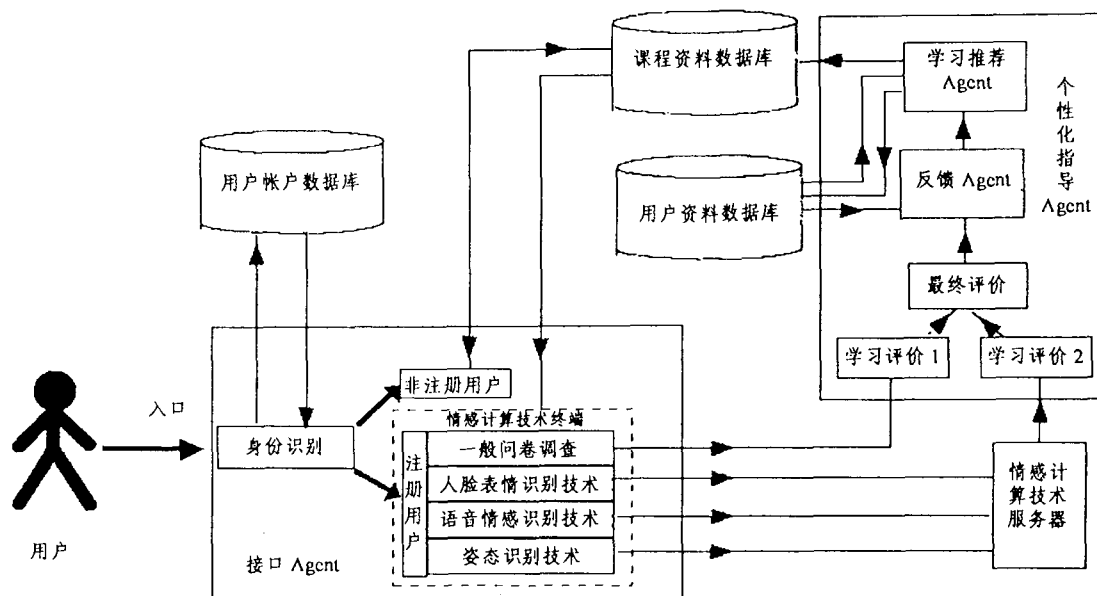 课程资料数据库
学习推荐
Agent
个
性
化
指
导
Agent
用户帐户数据库
反馈 Agent
用户资料数据库
最终评价
学习评价 1
学习评价 2
非注册用户
入口
情感计算技术终端
身份识别
注
册
用
户
一般问卷调查
人脸表情识别技术
语音情感识别技术
姿态识别技术
情感计
算技术
服务器
用户
接口 Agent